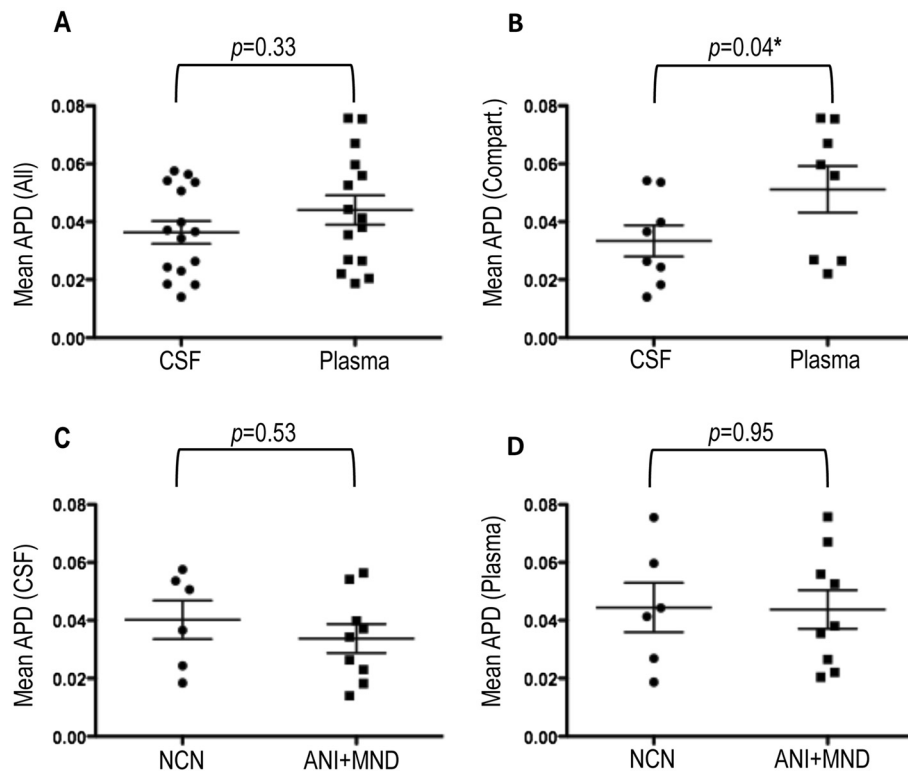 A
p=0.33
Mean APD (All)
0.08
0.06
0.04
0.02
0.00
CSF
Plasma
B
p=0.04*
Mean APD (Compart.)
0.08
0.06
0.04
0.02
0.00
CSF
Plasma
C
p=0.53
Mean APD (CSF)
0.08
0.06
0.04
0.02
0.00
NCN
ANI+MND
D
p=0.95
Mean APD (Plasma)
0.08
0.06
0.04
0.02
0.00
NCN
ANI+MND